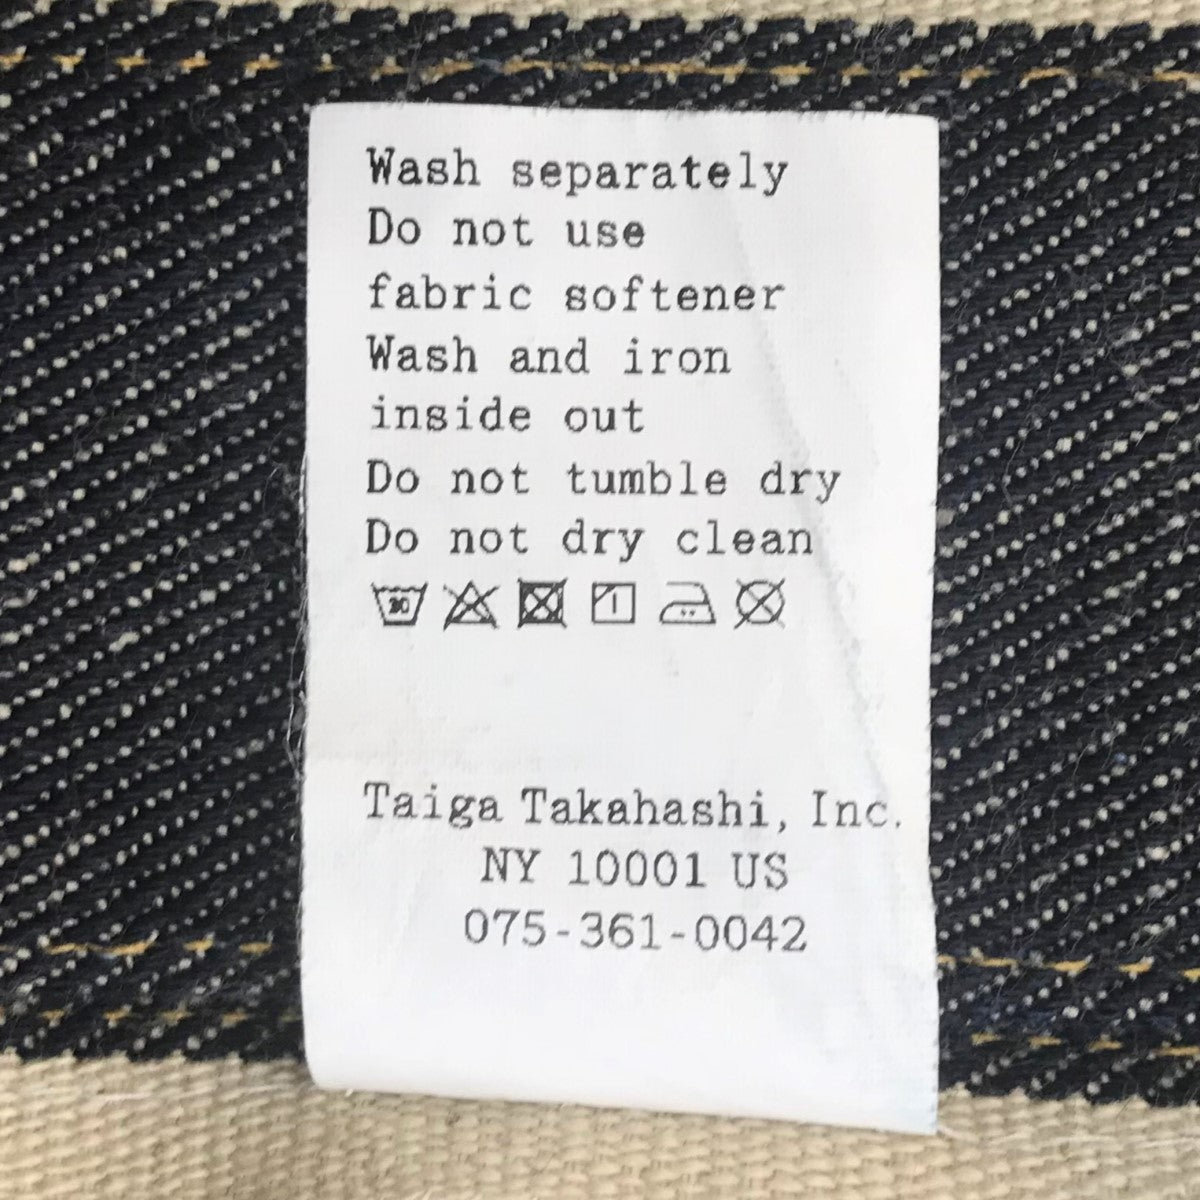 Wash separately
Do not use
fabric softener
Wash and iron
inside out
Do not tumble dry
Do not dry clean
30
Taiga Takahashi, Inc.
NY 10001 US
075-361-0042